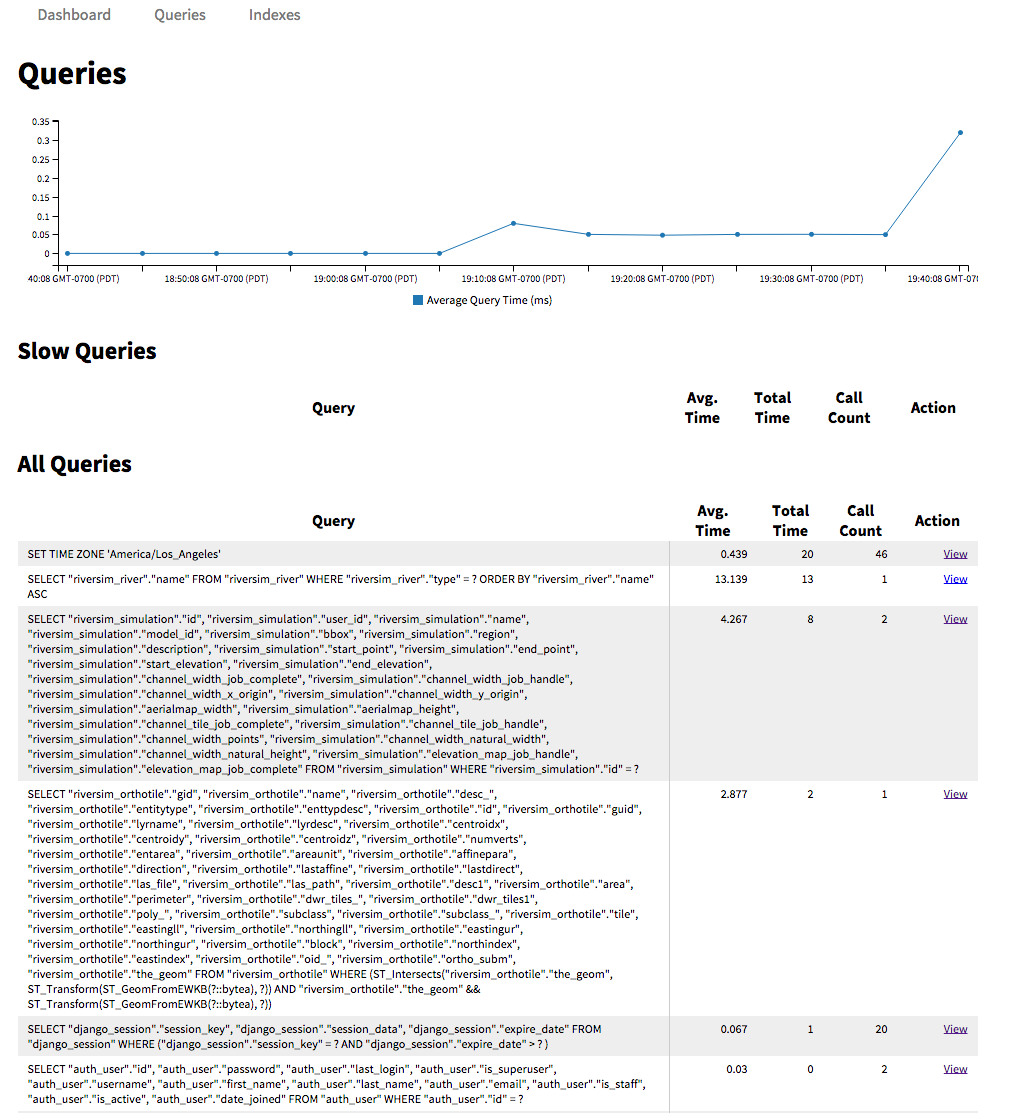 Dashboard Queries Indexes
Queries
0.35
0.3
0.25
0.2
0.15
0.1
0.05
0
40:08 GMT-0700 (PDT) 18:50:08 GMT-0700 (PDT) 19:00:08 GMT-0700 (PDT) 19:10:08 GMT-0700 (PDT) 19:20:08 GMT-0700 (PDT) 19:30:08 GMT-0700 (PDT) 19:40:08 GMT-070
Average Query Time (ms)
Slow Queries
Query Avg. Time Total Time Call Count Action
All Queries
Query Avg. Time Total Time Call Count Action
SET TIME ZONE 'America/Los_Angeles' 0.439 20 46 View
SELECT "riversim_river"."name" FROM "riversim_river" WHERE "riversim_river"."type" = ? ORDER BY "riversim_river"."name" 13.139 13 1 View
ASC
SELECT "riversim_simulation"."id", "riversim_simulation"."user_id", "riversim_simulation"."name", 4.267 8 2 View
"riversim_simulation"."model_id", "riversim_simulation"."bbox", "riversim_simulation"."region",
"riversim_simulation"."description", "riversim_simulation"."start_point", "riversim_simulation"."end_point",
"riversim_simulation"."start_elevation", "riversim_simulation"."end_elevation",
"riversim_simulation"."channel_width_job_complete", "riversim_simulation"."channel_width_job_handle",
"riversim_simulation"."channel_width_x_origin", "riversim_simulation"."channel_width_y_origin",
"riversim_simulation"."aerialmap_width", "riversim_simulation"."aerialmap_height",
"riversim_simulation"."channel_tile_job_complete", "riversim_simulation"."channel_tile_job_handle",
"riversim_simulation"."channel_width_points", "riversim_simulation"."channel_width_natural_width",
"riversim_simulation"."channel_width_natural_height", "riversim_simulation"."elevation_map_job_handle",
"riversim_simulation"."elevation_map_job_complete" FROM "riversim_simulation" WHERE "riversim_simulation"."id" = ?
SELECT "riversim_orthotile"."gid", "riversim_orthotile"."name", "riversim_orthotile"."desc_", 2.877 2 1 View
"riversim_orthotile"."entitytype", "riversim_orthotile"."enttypdesc", "riversim_orthotile"."id", "riversim_orthotile"."guid",
"riversim_orthotile"."lyrname", "riversim_orthotile"."lyrdesc", "riversim_orthotile"."centroidx",
"riversim_orthotile"."centroidy", "riversim_orthotile"."centroidz", "riversim_orthotile"."numverts",
"riversim_orthotile"."entarea", "riversim_orthotile"."areaunit", "riversim_orthotile"."affinepara",
"riversim_orthotile"."direction", "riversim_orthotile"."lastaffine", "riversim_orthotile"."lastdirect",
"riversim_orthotile"."las_file", "riversim_orthotile"."las_path", "riversim_orthotile"."desc1", "riversim_orthotile"."area",
"riversim_orthotile"."perimeter", "riversim_orthotile"."dwr_tiles_", "riversim_orthotile"."dwr_tiles1",
"riversim_orthotile"."poly_", "riversim_orthotile"."subclass", "riversim_orthotile"."subclass_", "riversim_orthotile"."tile",
"riversim_orthotile"."eastingll", "riversim_orthotile"."northingll", "riversim_orthotile"."eastingur",
"riversim_orthotile"."northingur", "riversim_orthotile"."block", "riversim_orthotile"."northindex",
"riversim_orthotile"."eastindex", "riversim_orthotile"."oid_", "riversim_orthotile"."ortho_subm",
"riversim_orthotile"."the_geom" FROM "riversim_orthotile" WHERE (ST_Intersects("riversim_orthotile"."the_geom",
ST_Transform(ST_GeomFromEWKB(?::bytea), ?)) AND "riversim_orthotile"."the_geom" &&
ST_Transform(ST_GeomFromEWKB(?::bytea), ?))
SELECT "django_session"."session_key", "django_session"."session_data", "django_session"."expire_date" FROM 0.067 1 20 View
"django_session" WHERE ("django_session"."session_key" = ? AND "django_session"."expire_date" > ? )
SELECT "auth_user"."id", "auth_user"."password", "auth_user"."last_login", "auth_user"."is_superuser", 0.03 0 2 View
"auth_user"."username", "auth_user"."first_name", "auth_user"."last_name", "auth_user"."email", "auth_user"."is_staff",
"auth_user"."is_active", "auth_user"."date_joined" FROM "auth_user" WHERE "auth_user"."id" = ?